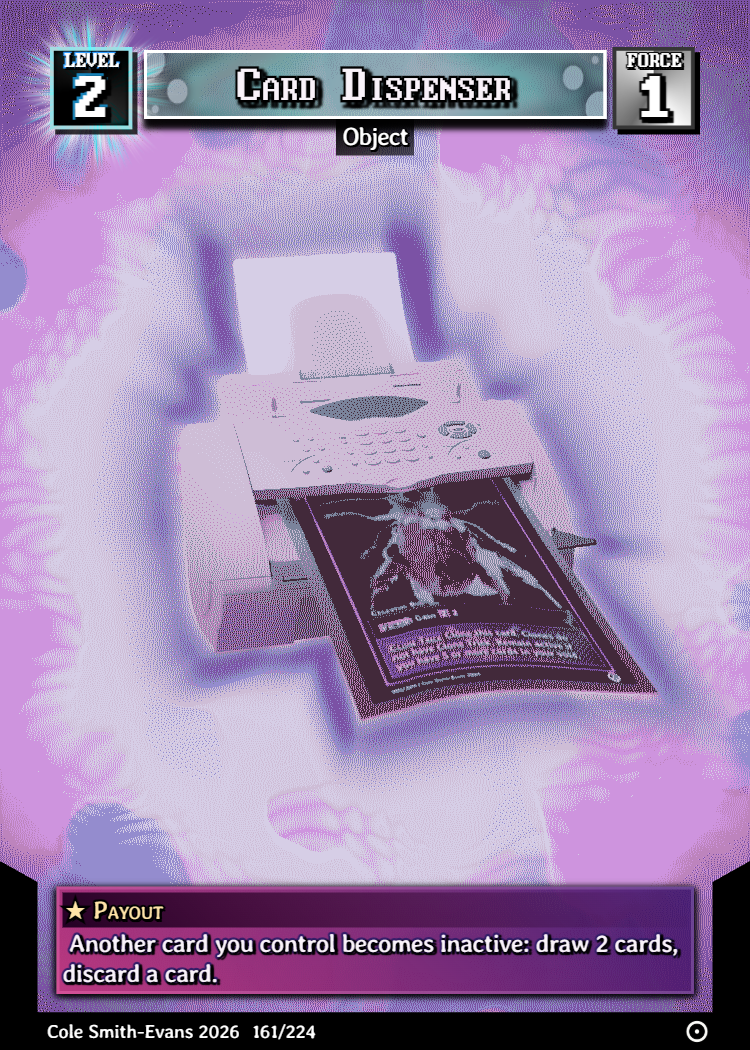 LEVEL
2
Card Dispenser
FORCE
1
Object
★ Payout
Another card you control becomes inactive: draw 2 cards,
discard a card.
Cole Smith-Evans 2026 161/224